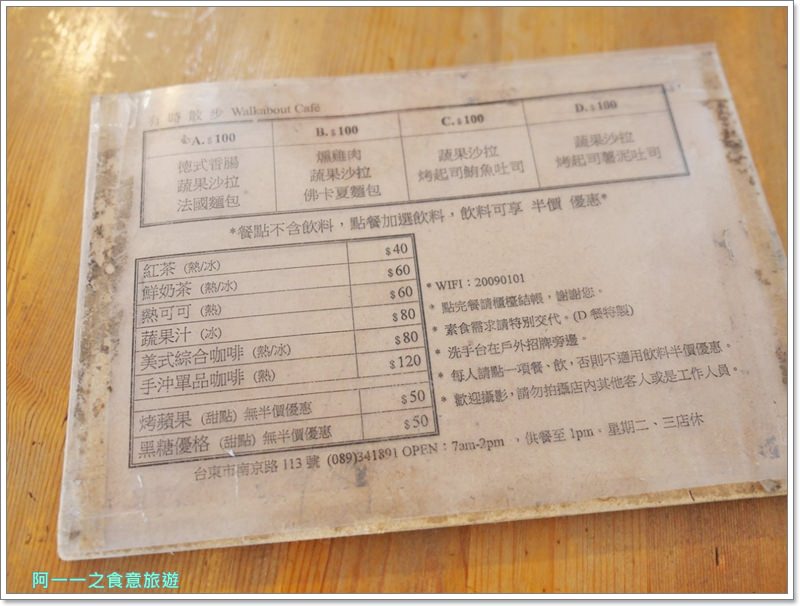 有時散步 Walkabout Café
A. $100 B. $100 C. $100 D. $100
德式香腸 燻雞肉 蔬果沙拉 蔬果沙拉
蔬果沙拉 蔬果沙拉 烤起司鮪魚吐司 烤起司薯泥吐司
法國麵包 佛卡夏麵包
*餐點不含飲料，點餐加選飲料，飲料可享 半價 優惠*
紅茶 (熱/冰) $40
鮮奶茶 (熱/冰) $60
熱可可 (熱) $60
蔬果汁 (冰) $80
美式綜合咖啡 (熱/冰) $80
手沖單品咖啡 (熱) $120
烤蘋果 (甜點) 無半價優惠 $50
黑糖優格 (甜點) 無半價優惠 $50
* WIFI：20090101
* 點完餐請櫃檯結帳，謝謝您。
* 素食需求請特別交代。(D 餐特製)
* 洗手台在戶外招牌旁邊。
* 每人請點一項餐、飲，否則不適用飲料半價優惠。
* 歡迎攝影，請勿拍攝店內其他客人或是工作人員。
台東市南京路 113 號 (089)341891 OPEN：7am-2pm ，供餐至 1pm。星期二、三店休
阿一一之食意旅遊